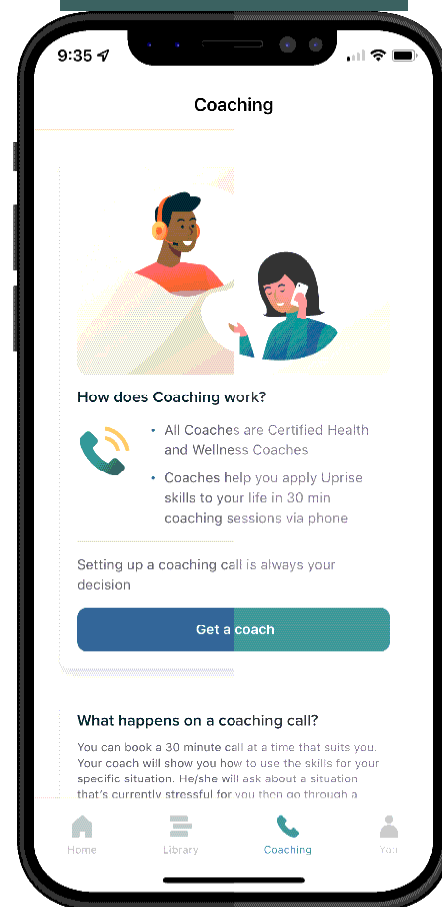 9:35
Coaching
How does Coaching work?
• All Coaches are Certified Health
and Wellness Coaches
• Coaches help you apply Uprise
skills to your life in 30 min
coaching sessions via phone
Setting up a coaching call is always your
decision
Get a coach
What happens on a coaching call?
You can book a 30 minute call at a time that suits you.
Your coach will show you how to use the skills for your
specific situation. He/she will ask about a situation
that's currently stressful for you then go through a
Home Library Coaching You